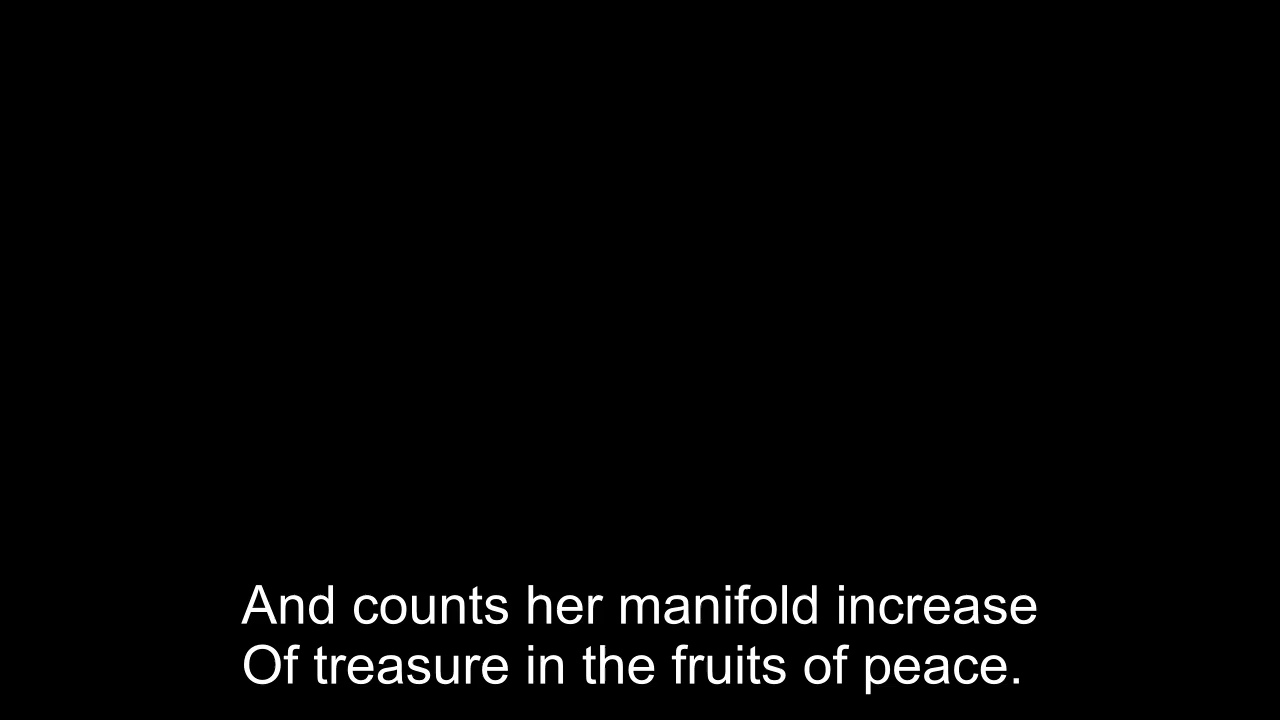 And counts her manifold increase
Of treasure in the fruits of peace.